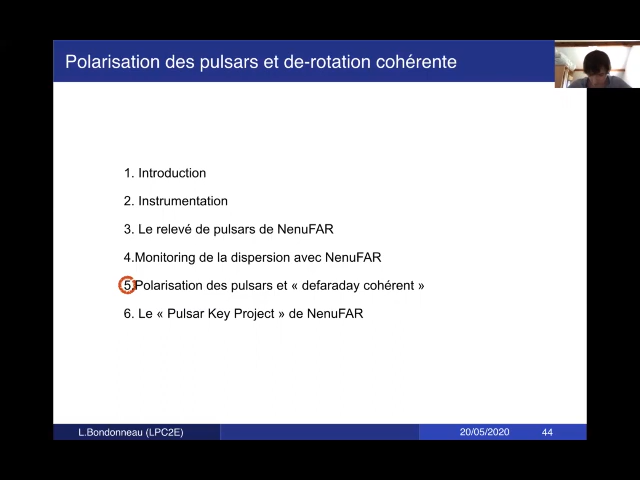 Polarisation des pulsars et de-rotation cohérente
1. Introduction
2. Instrumentation
3. Le relevé de pulsars de NenuFAR
4.Monitoring de la dispersion avec NenuFAR
5.Polarisation des pulsars et « defaraday cohérent »
6. Le « Pulsar Key Project » de NenuFAR
L.Bondonneau (LPC2E) 20/05/2020 44